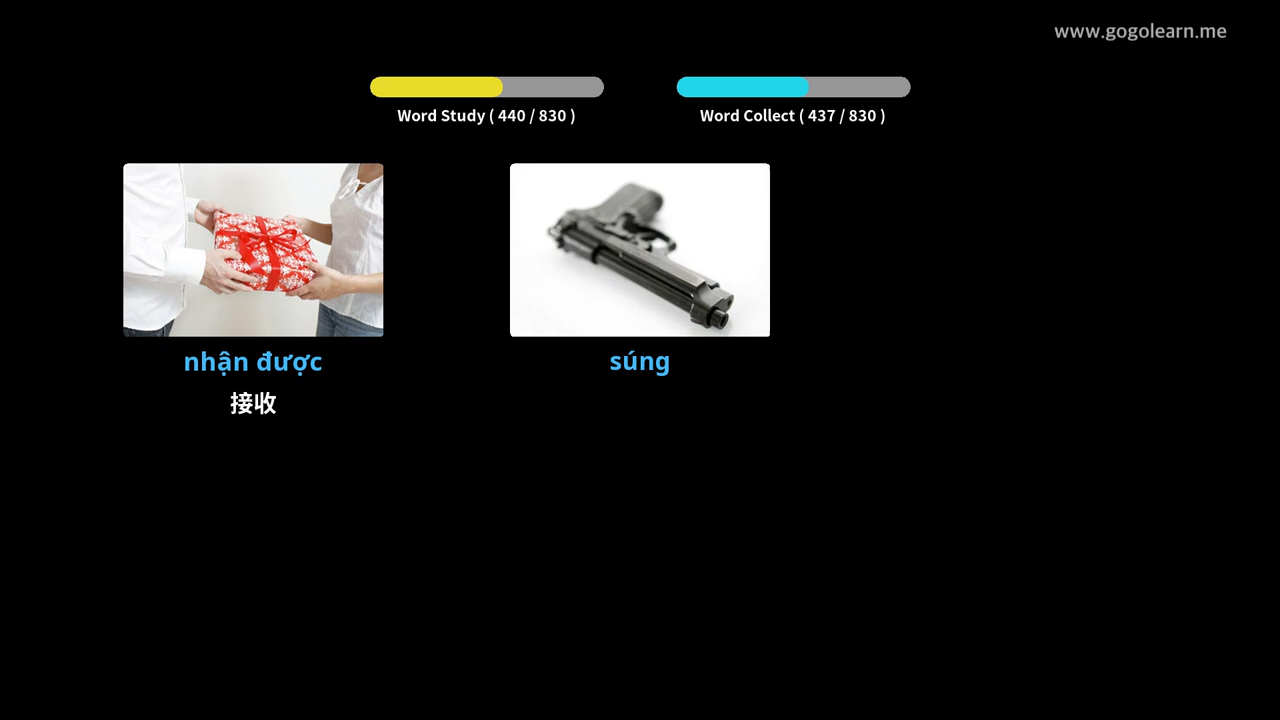 www.gogolearn.me
Word Study ( 440 / 830 )
Word Collect ( 437 / 830 )
nhận được
súng
接收